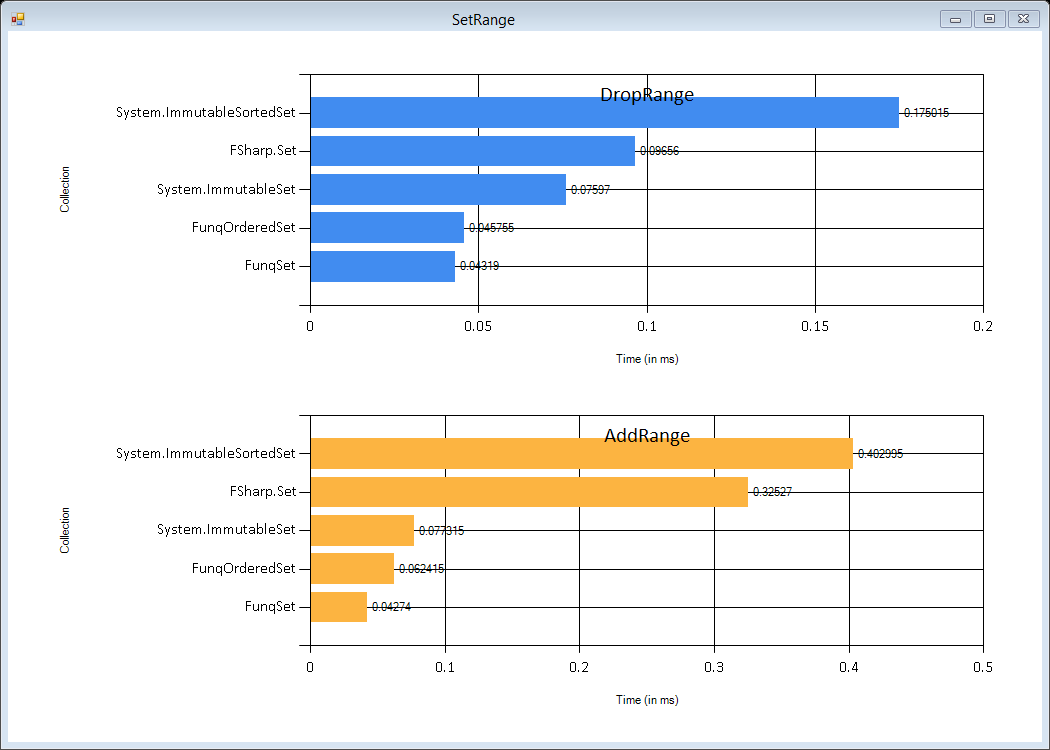 SetRange
DropRange
Collection
System.ImmutableSortedSet 0.175015
FSharp.Set 0.09656
System.ImmutableSet 0.07597
FunqOrderedSet 0.045755
FunqSet 0.04319
0 0.05 0.1 0.15 0.2
Time (in ms)
AddRange
Collection
System.ImmutableSortedSet 0.402995
FSharp.Set 0.32527
System.ImmutableSet 0.077315
FunqOrderedSet 0.062415
FunqSet 0.04274
0 0.1 0.2 0.3 0.4 0.5
Time (in ms)